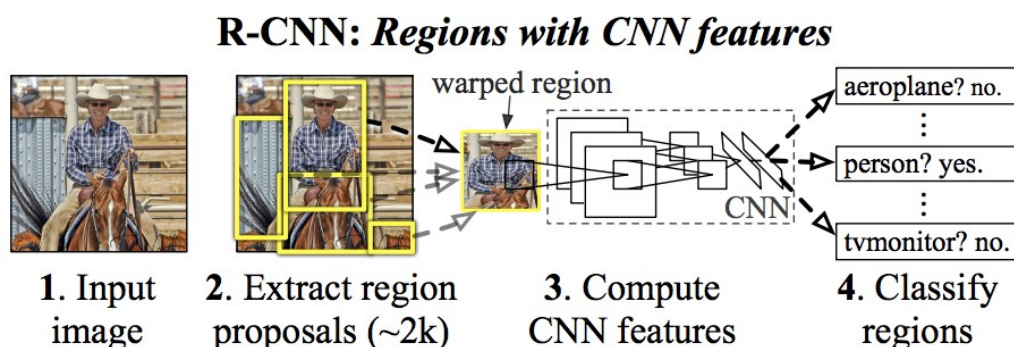 R-CNN: Regions with CNN features
warped region
aeroplane? no.
person? yes.
CNN
tvmonitor? no.
1. Input image
2. Extract region proposals (~2k)
3. Compute CNN features
4. Classify regions